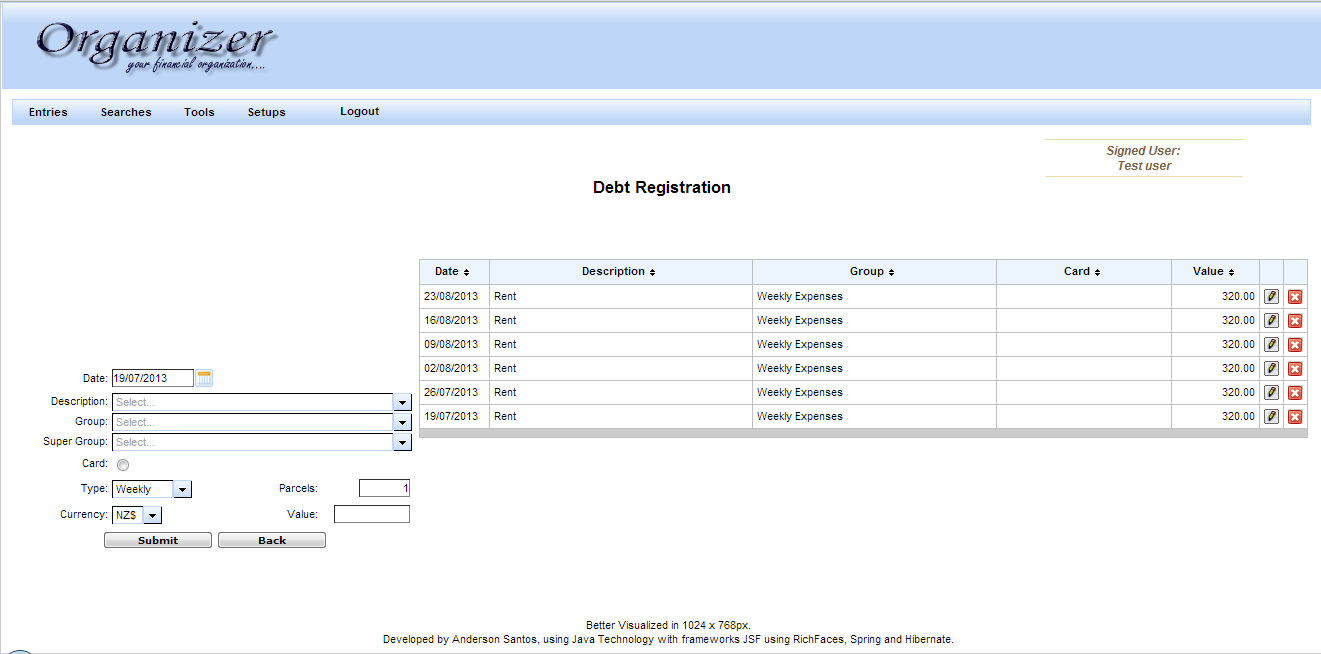 Organizer
your financial organization....
Entries Searches Tools Setups Logout
Signed User:
Test user
Debt Registration
Date Description Group Card Value
23/08/2013 Rent Weekly Expenses 320.00
16/08/2013 Rent Weekly Expenses 320.00
09/08/2013 Rent Weekly Expenses 320.00
02/08/2013 Rent Weekly Expenses 320.00
26/07/2013 Rent Weekly Expenses 320.00
19/07/2013 Rent Weekly Expenses 320.00
Date: 19/07/2013
Description: Select...
Group: Select...
Super Group: Select...
Card:
Type: Weekly Parcels: 1
Currency: NZ$ Value:
Submit Back
Better Visualized in 1024 x 768px.
Developed by Anderson Santos, using Java Technology with frameworks JSF using RichFaces, Spring and Hibernate.